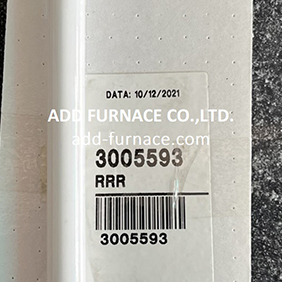 DATA: 10/12/2021
ADD FURNACE CO.,LTD.
add-furnace.com
3005593
RRR
3005593